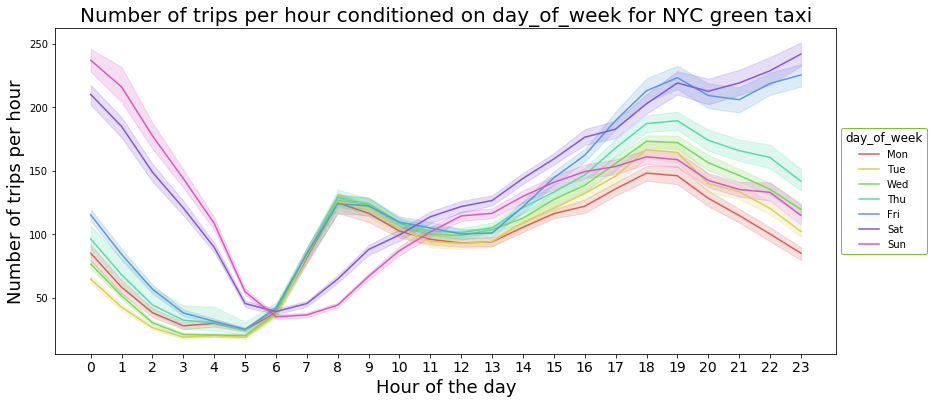 Number of trips per hour conditioned on day_of_week for NYC green taxi
Number of trips per hour
250
200
150
100
50
0 1 2 3 4 5 6 7 8 9 10 11 12 13 14 15 16 17 18 19 20 21 22 23
Hour of the day
day_of_week
Mon
Tue
Wed
Thu
Fri
Sat
Sun